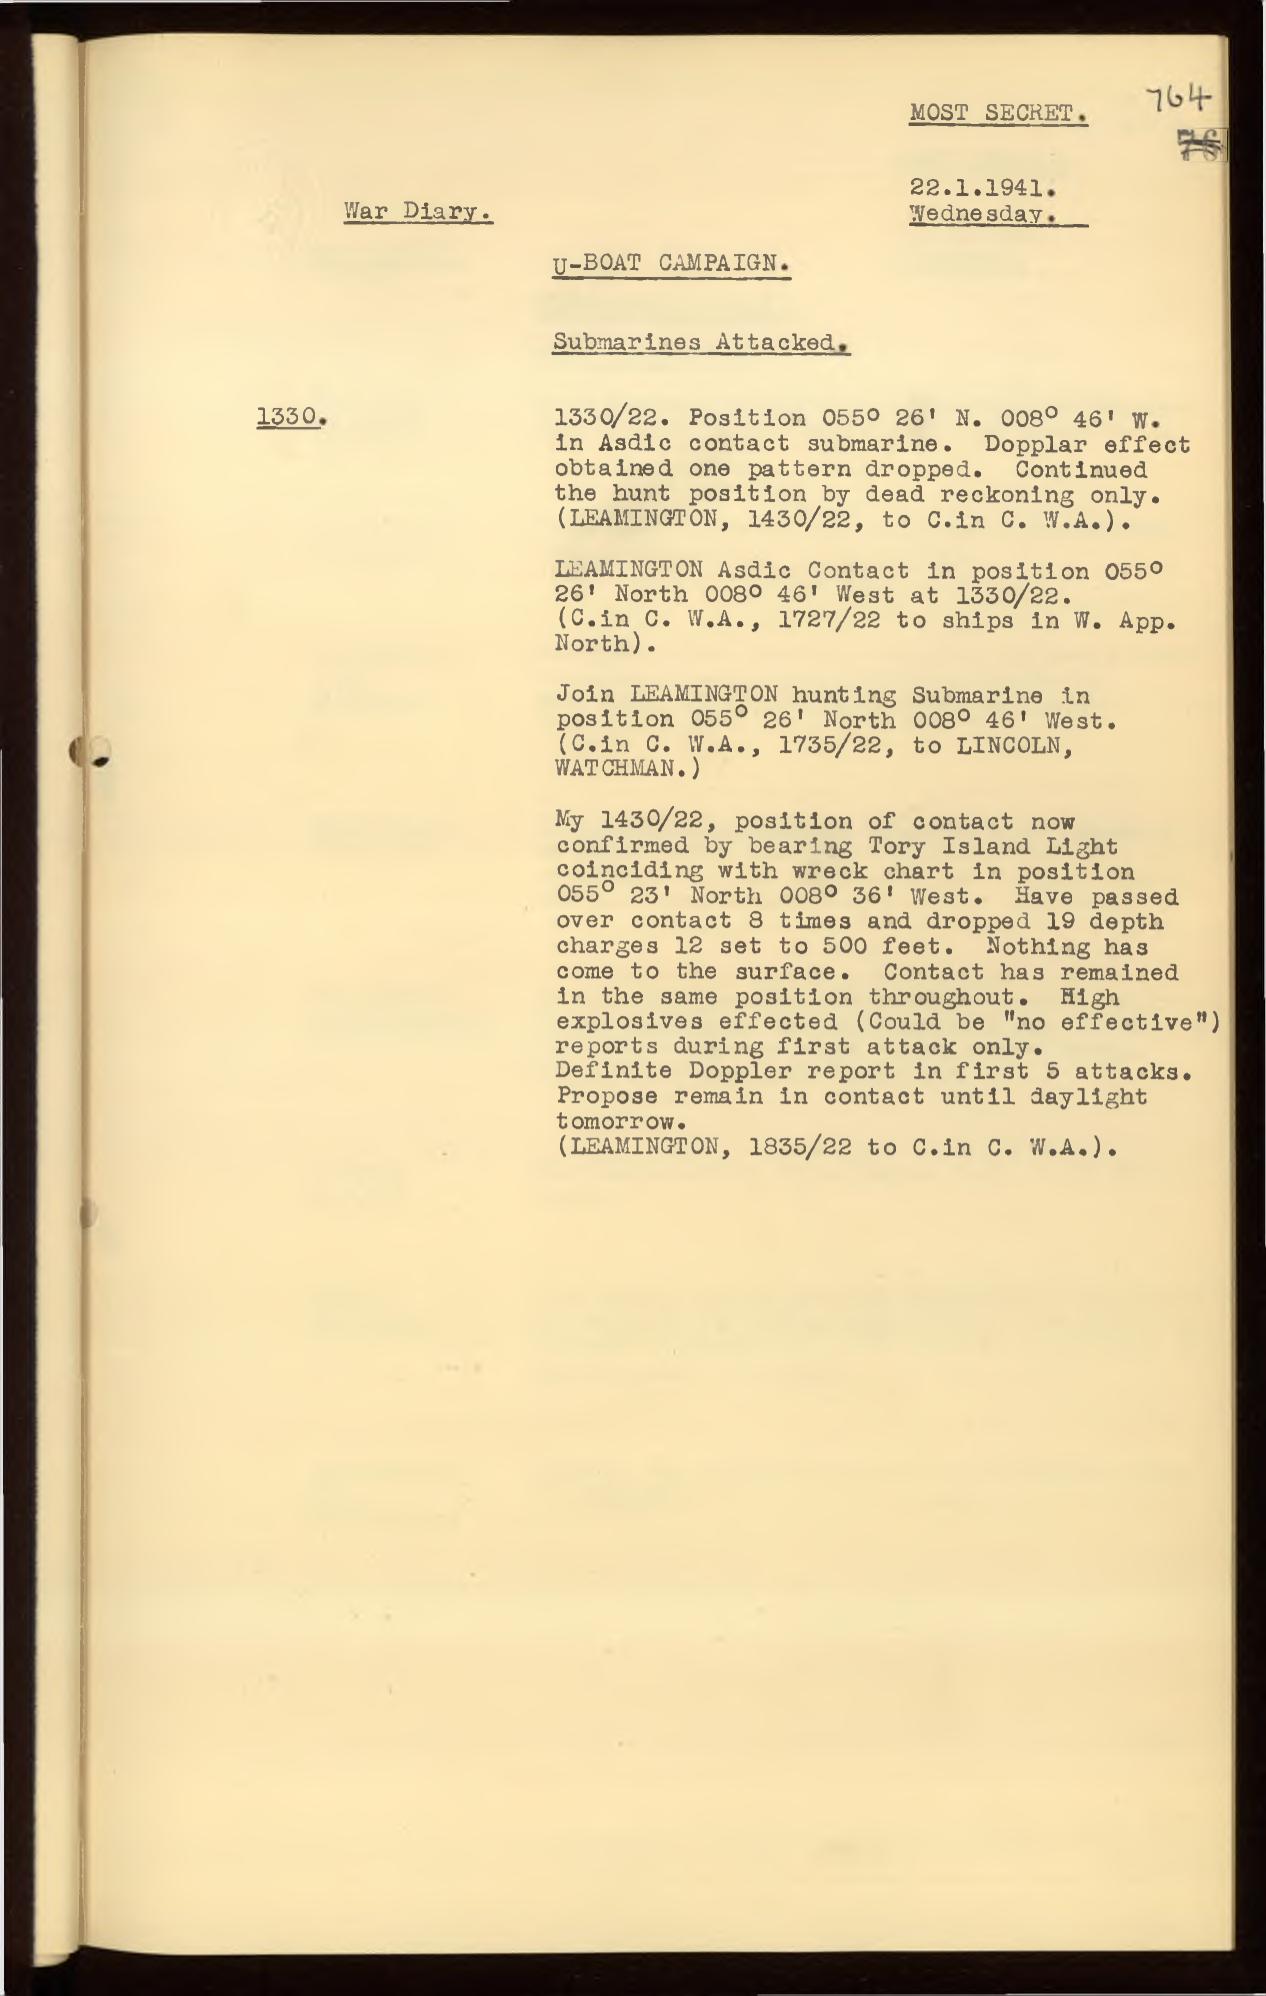 MOST SECRET.
764
76
22.1.1941.
Wednesday.
War Diary.
U-BOAT CAMPAIGN.
Submarines Attacked.
1330.
1330/22. Position 055° 26' N. 008° 46' W.
in Asdic contact submarine. Dopplar effect
obtained one pattern dropped. Continued
the hunt position by dead reckoning only.
(LEAMINGTON, 1430/22, to C.in C. W.A.).
LEAMINGTON Asdic Contact in position 055°
26' North 008° 46' West at 1330/22.
(C.in C. W.A., 1727/22 to ships in W. App.
North).
Join LEAMINGTON hunting Submarine in
position 055° 26' North 008° 46' West.
(C.in C. W.A., 1735/22, to LINCOLN,
WATCHMAN.)
My 1430/22, position of contact now
confirmed by bearing Tory Island Light
coinciding with wreck chart in position
055° 23' North 008° 36' West. Have passed
over contact 8 times and dropped 19 depth
charges 12 set to 500 feet. Nothing has
come to the surface. Contact has remained
in the same position throughout. High
explosives effected (Could be "no effective")
reports during first attack only.
Definite Doppler report in first 5 attacks.
Propose remain in contact until daylight
tomorrow.
(LEAMINGTON, 1835/22 to C.in C. W.A.).